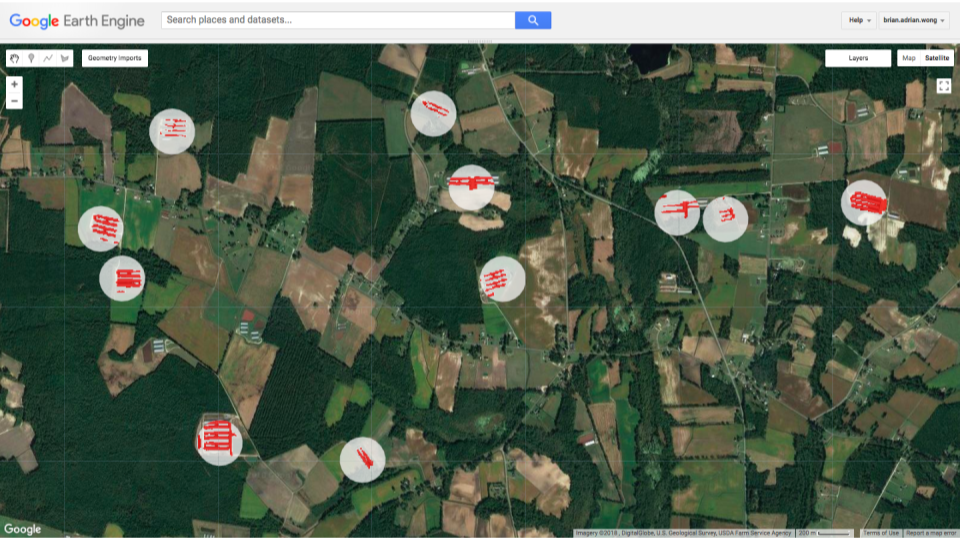 Google Earth Engine
Search places and datasets...
Help
brian.adrian.wong
Geometry Imports
Layers
Map
Satellite
+
−
Google
Imagery ©2018, DigitalGlobe, U.S. Geological Survey, USDA Farm Service Agency
200 m
Terms of Use
Report a map error